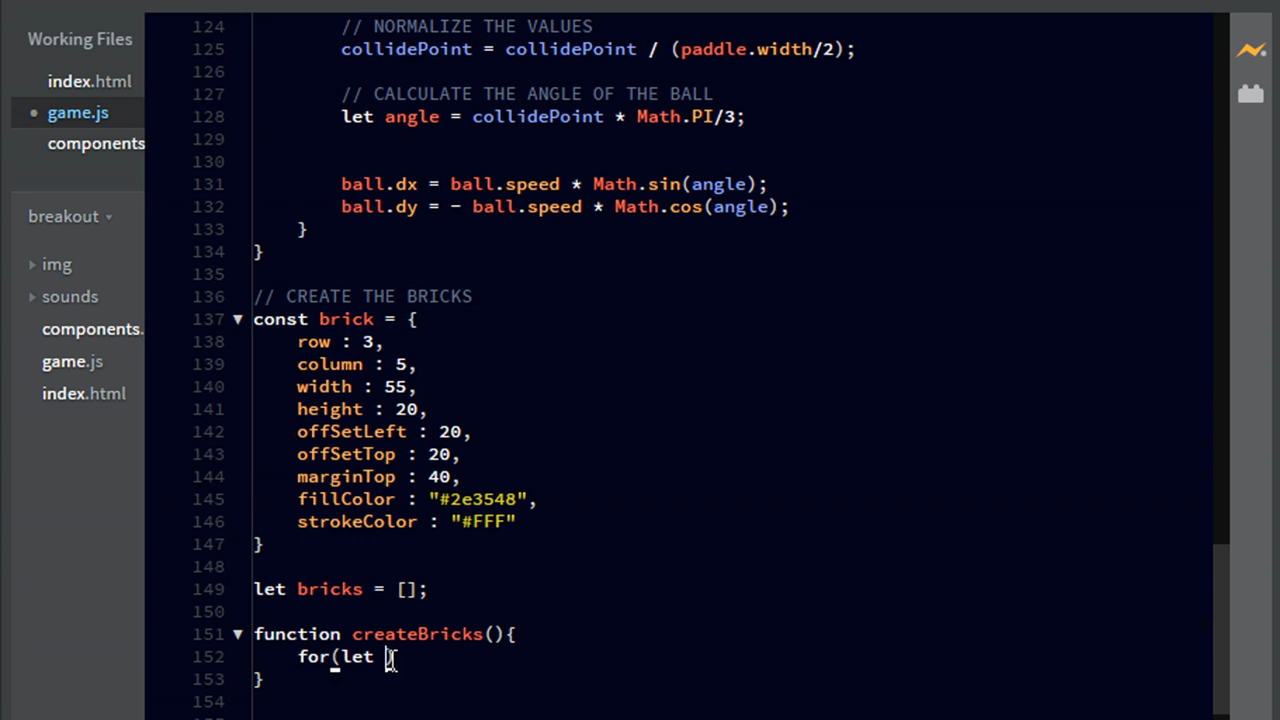 Working Files
index.html
game.js
components
breakout
img
sounds
components.
game.js
index.html
124 // NORMALIZE THE VALUES
125 collidePoint = collidePoint / (paddle.width/2);
126
127 // CALCULATE THE ANGLE OF THE BALL
128 let angle = collidePoint * Math.PI/3;
129
130
131 ball.dx = ball.speed * Math.sin(angle);
132 ball.dy = - ball.speed * Math.cos(angle);
133 }
134 }
135
136 // CREATE THE BRICKS
137 const brick = {
138 row : 3,
139 column : 5,
140 width : 55,
141 height : 20,
142 offSetLeft : 20,
143 offSetTop : 20,
144 marginTop : 40,
145 fillColor : "#2e3548",
146 strokeColor : "#FFF"
147 }
148
149 let bricks = [];
150
151 function createBricks(){
152 for(let )
153 }
154